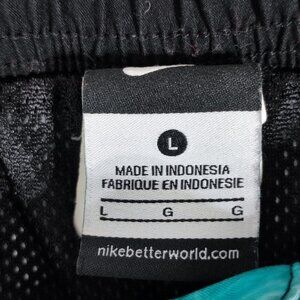 L
MADE IN INDONESIA
FABRIQUE EN INDONESIE
L G G
nikebetterworld.com